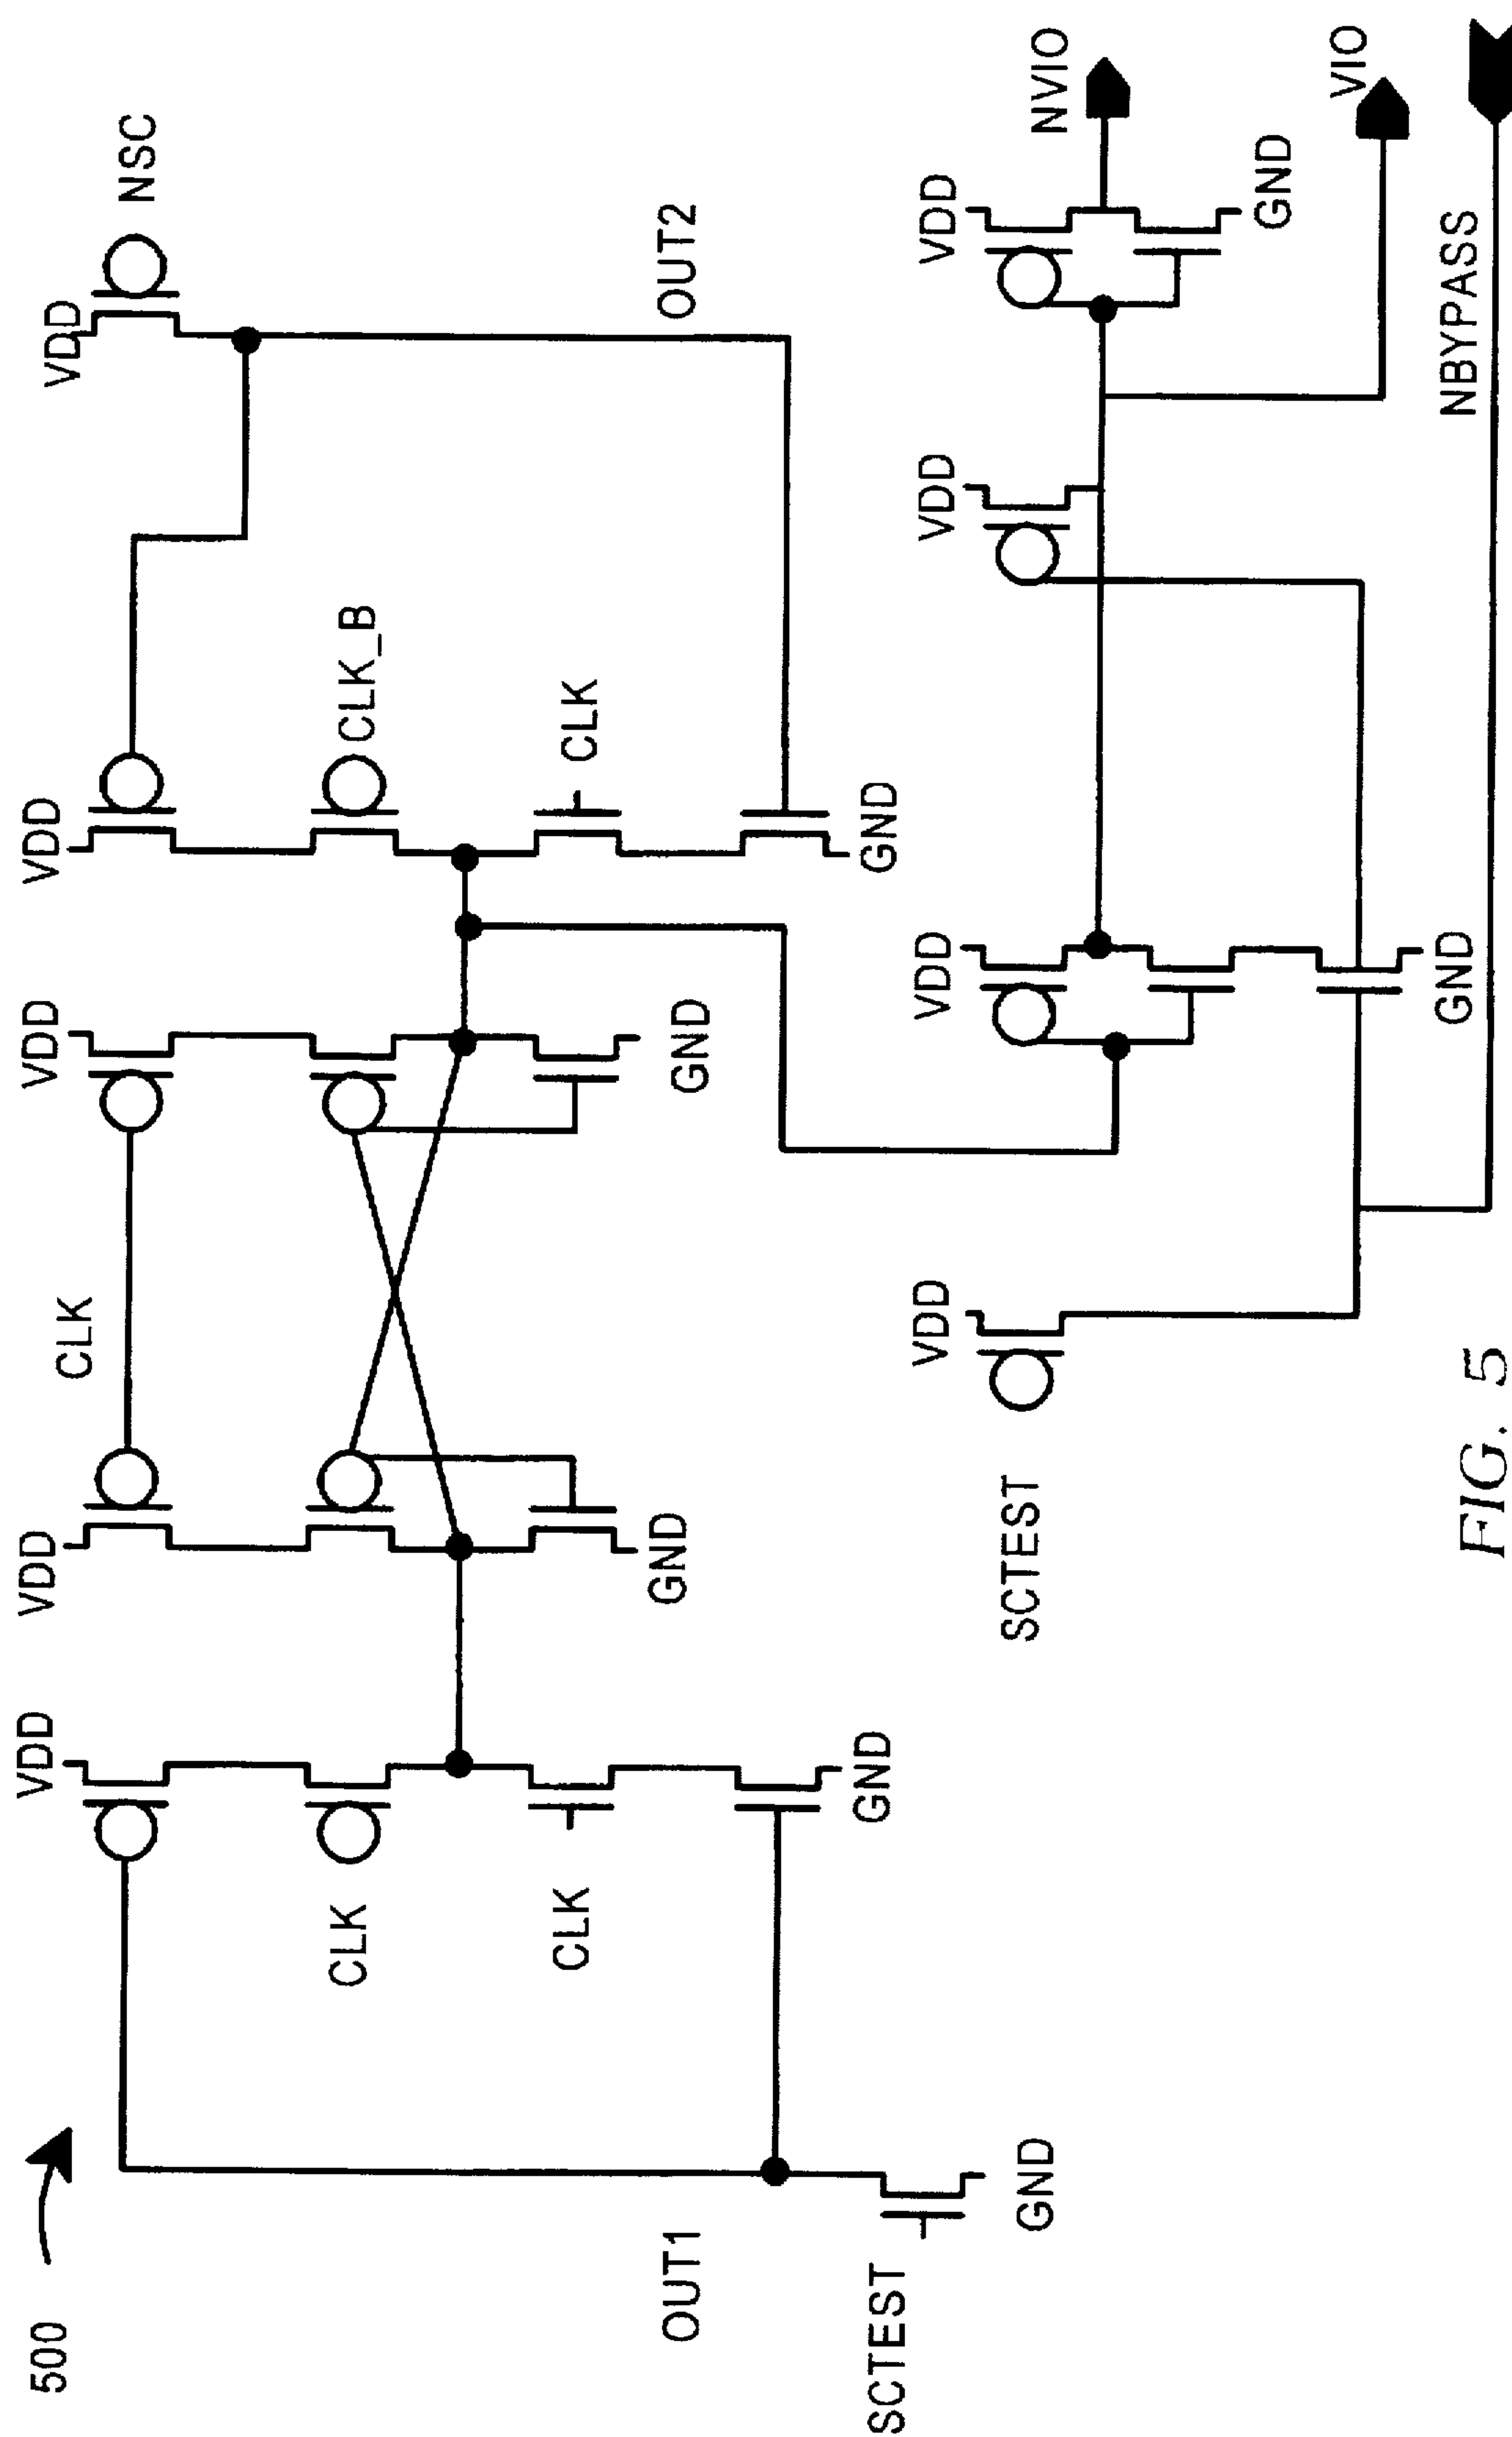 500
VDD
VDD
CLK
VDD
VDD
VDD
NSC
CLK
CLK_B
CLK
CLK
OUT1
OUT2
GND
GND
GND
GND
SCTEST
GND
SCTEST
VDD
VDD
VDD
VDD
NVIO
GND
GND
VIO
NBYPASS
FIG. 5